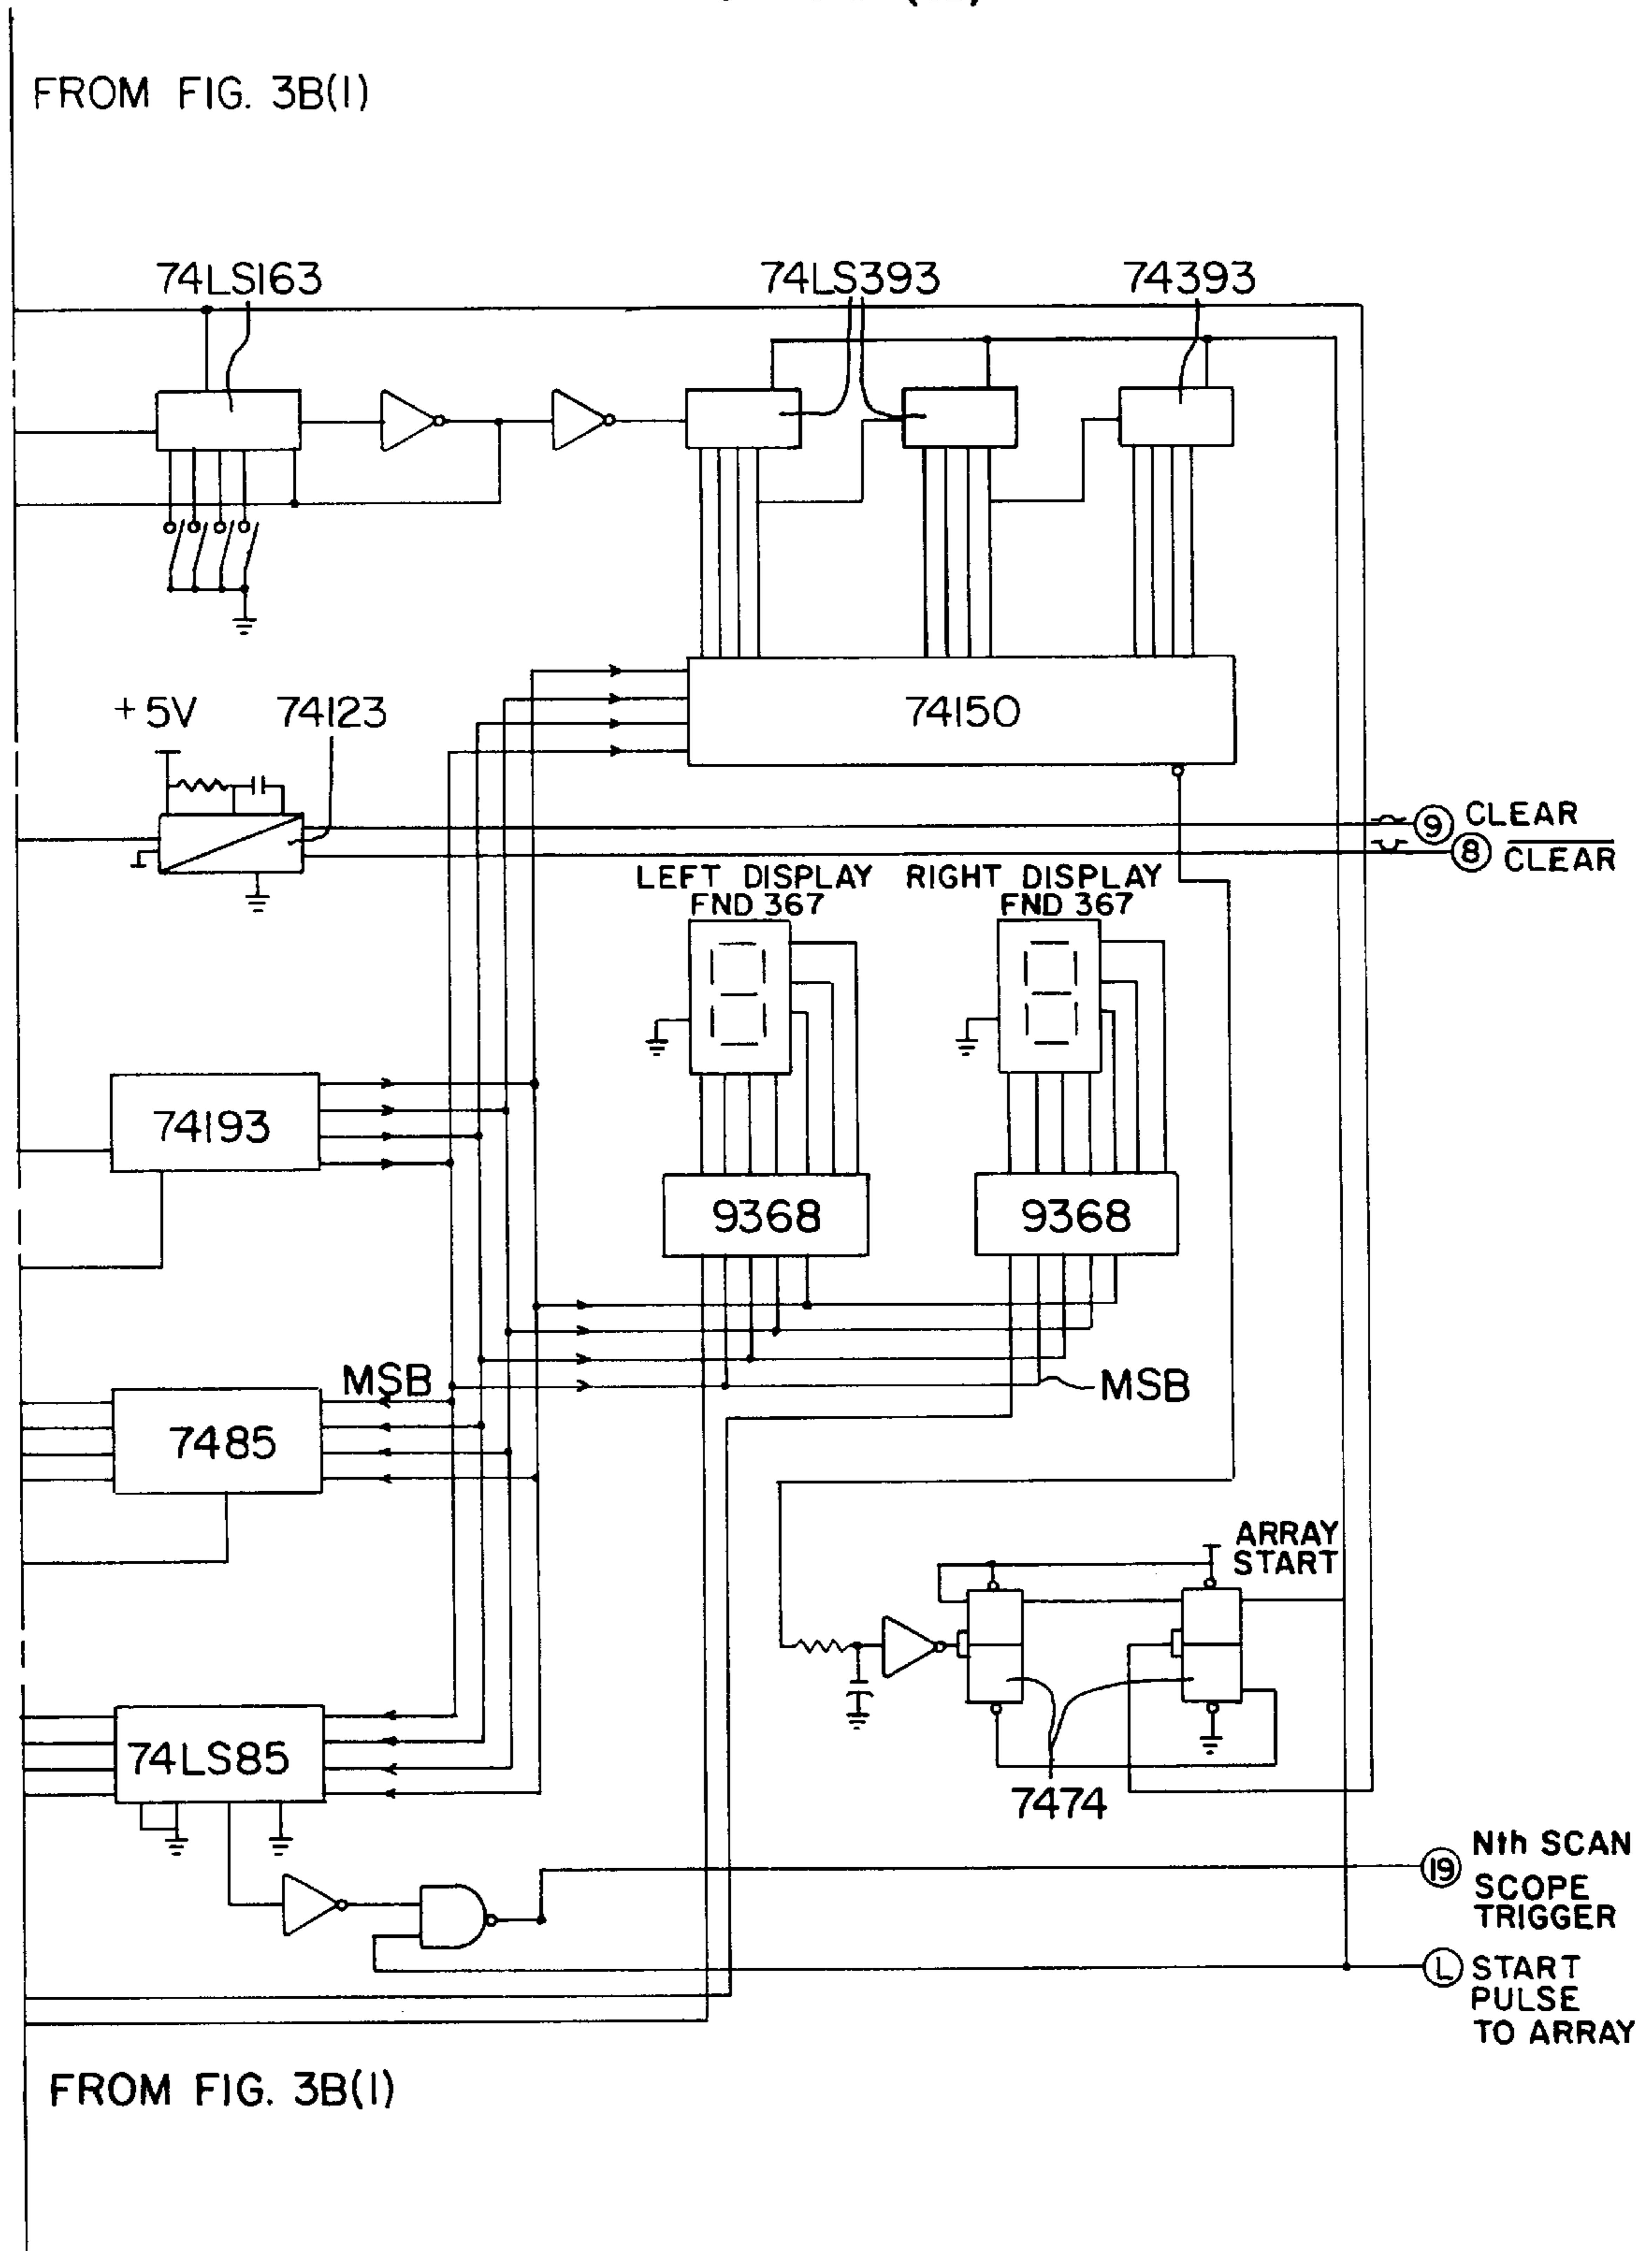 FROM FIG. 3B(1)
74LS163
74LS393
74393
+5V
74123
74150
9 CLEAR
8 CLEAR
LEFT DISPLAY
FND 367
RIGHT DISPLAY
FND 367
74193
9368
9368
MSB
MSB
7485
ARRAY
START
74LS85
7474
19 Nth SCAN
SCOPE
TRIGGER
L START
PULSE
TO ARRAY
FROM FIG. 3B(1)